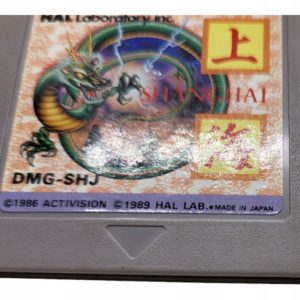 HAL Laboratory, Inc.
上
SHANGHAI
海
DMG-SHJ
©1986 ACTIVISION ©1989 HAL LAB. ● MADE IN JAPAN